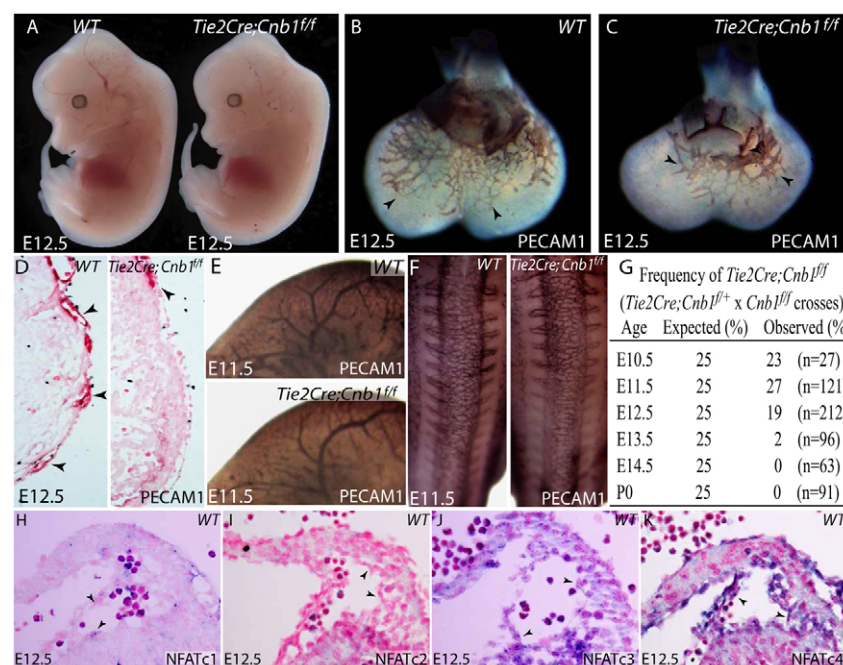 A WT Tie2Cre;Cnb1f/f
E12.5 E12.5
B WT
E12.5 PECAM1
C Tie2Cre;Cnb1f/f
E12.5 PECAM1
D WT Tie2Cre;Cnb1f/f
E12.5 PECAM1
E WT
E11.5 PECAM1
Tie2Cre;Cnb1f/f
E11.5 PECAM1
F WT Tie2Cre;Cnb1f/f
E11.5 PECAM1
G Frequency of Tie2Cre;Cnb1f/f
(Tie2Cre;Cnb1f/+ x Cnb1f/f crosses)
Age Expected (%) Observed (%
E10.5 25 23 (n=27)
E11.5 25 27 (n=121
E12.5 25 19 (n=212
E13.5 25 2 (n=96)
E14.5 25 0 (n=63)
P0 25 0 (n=91)
H WT
E12.5 NFATc1
I WT
E12.5 NFATc2
J WT
E12.5 NFATc3
K WT
E12.5 NFATc4